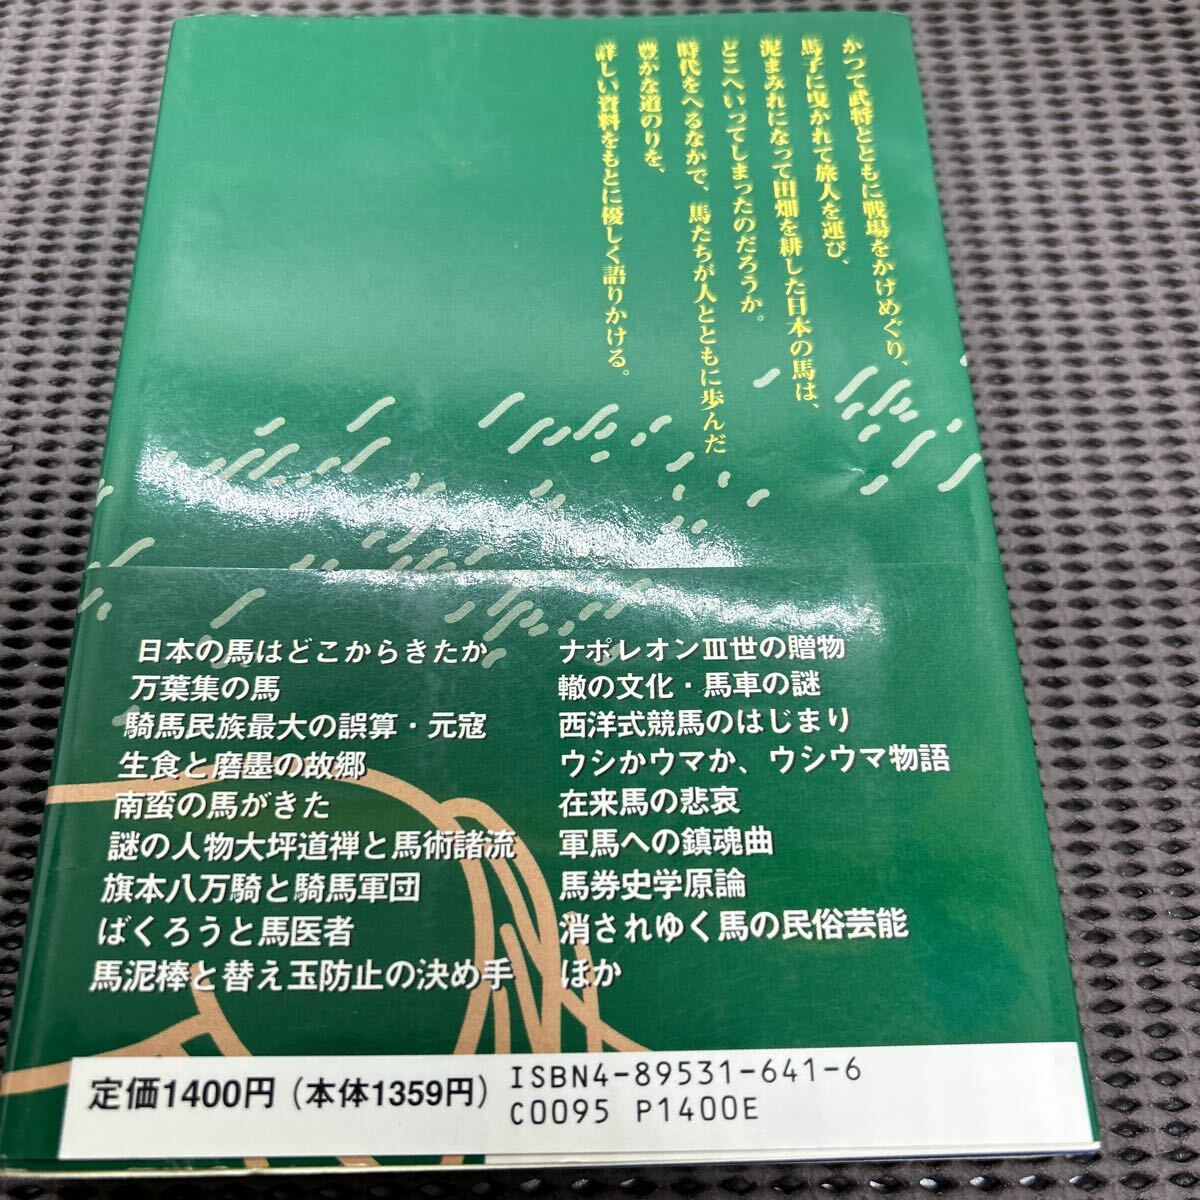 かつて武将とともに戦場をかけめぐり、
馬子に曳かれて旅人を運び、
泥まみれになって田畑を耕した日本の馬は、
どこへいってしまったのだろうか。
時代をへるなかで、馬たちが人とともに歩んだ
豊かな道のりを、
詳しい資料をもとに優しく語りかける。
日本の馬はどこからきたか
万葉集の馬
騎馬民族最大の誤算・元寇
生食と磨墨の故郷
南蛮の馬がきた
謎の人物大坪道禅と馬術諸流
旗本八万騎と騎馬軍団
ばくろうと馬医者
馬泥棒と替え玉防止の決め手
ナポレオンⅢ世の贈物
轍の文化・馬車の謎
西洋式競馬のはじまり
ウシかウマか、ウシウマ物語
在来馬の悲哀
軍馬への鎮魂曲
馬券史学原論
消されゆく馬の民俗芸能
ほか
定価1400円（本体1359円）
ISBN4-89531-641-6
C0095 P1400E